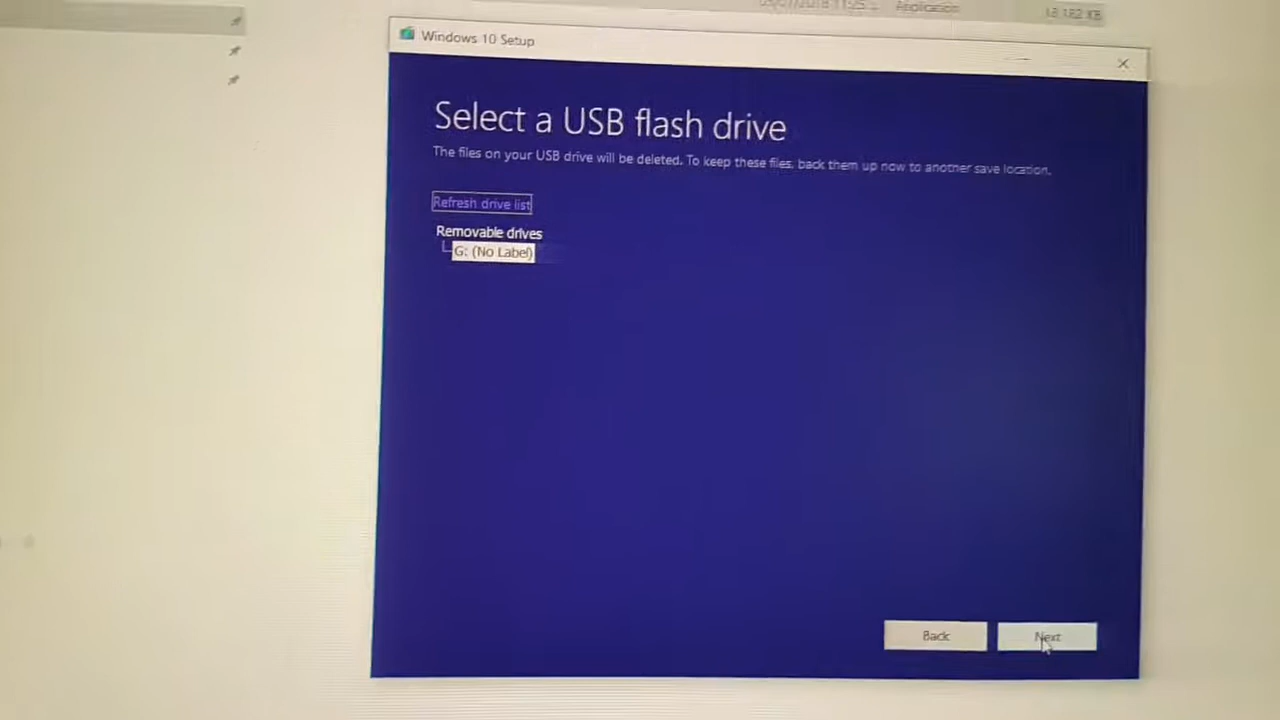 Application
Windows 10 Setup
Select a USB flash drive
The files on your USB drive will be deleted. To keep these files, back them up now to another save location.
Refresh drive list
Removable drives
G: (No Label)
Back
Next